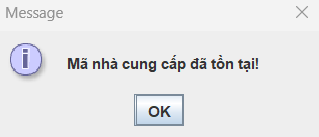 Message
Mã nhà cung cấp đã tồn tại!
OK